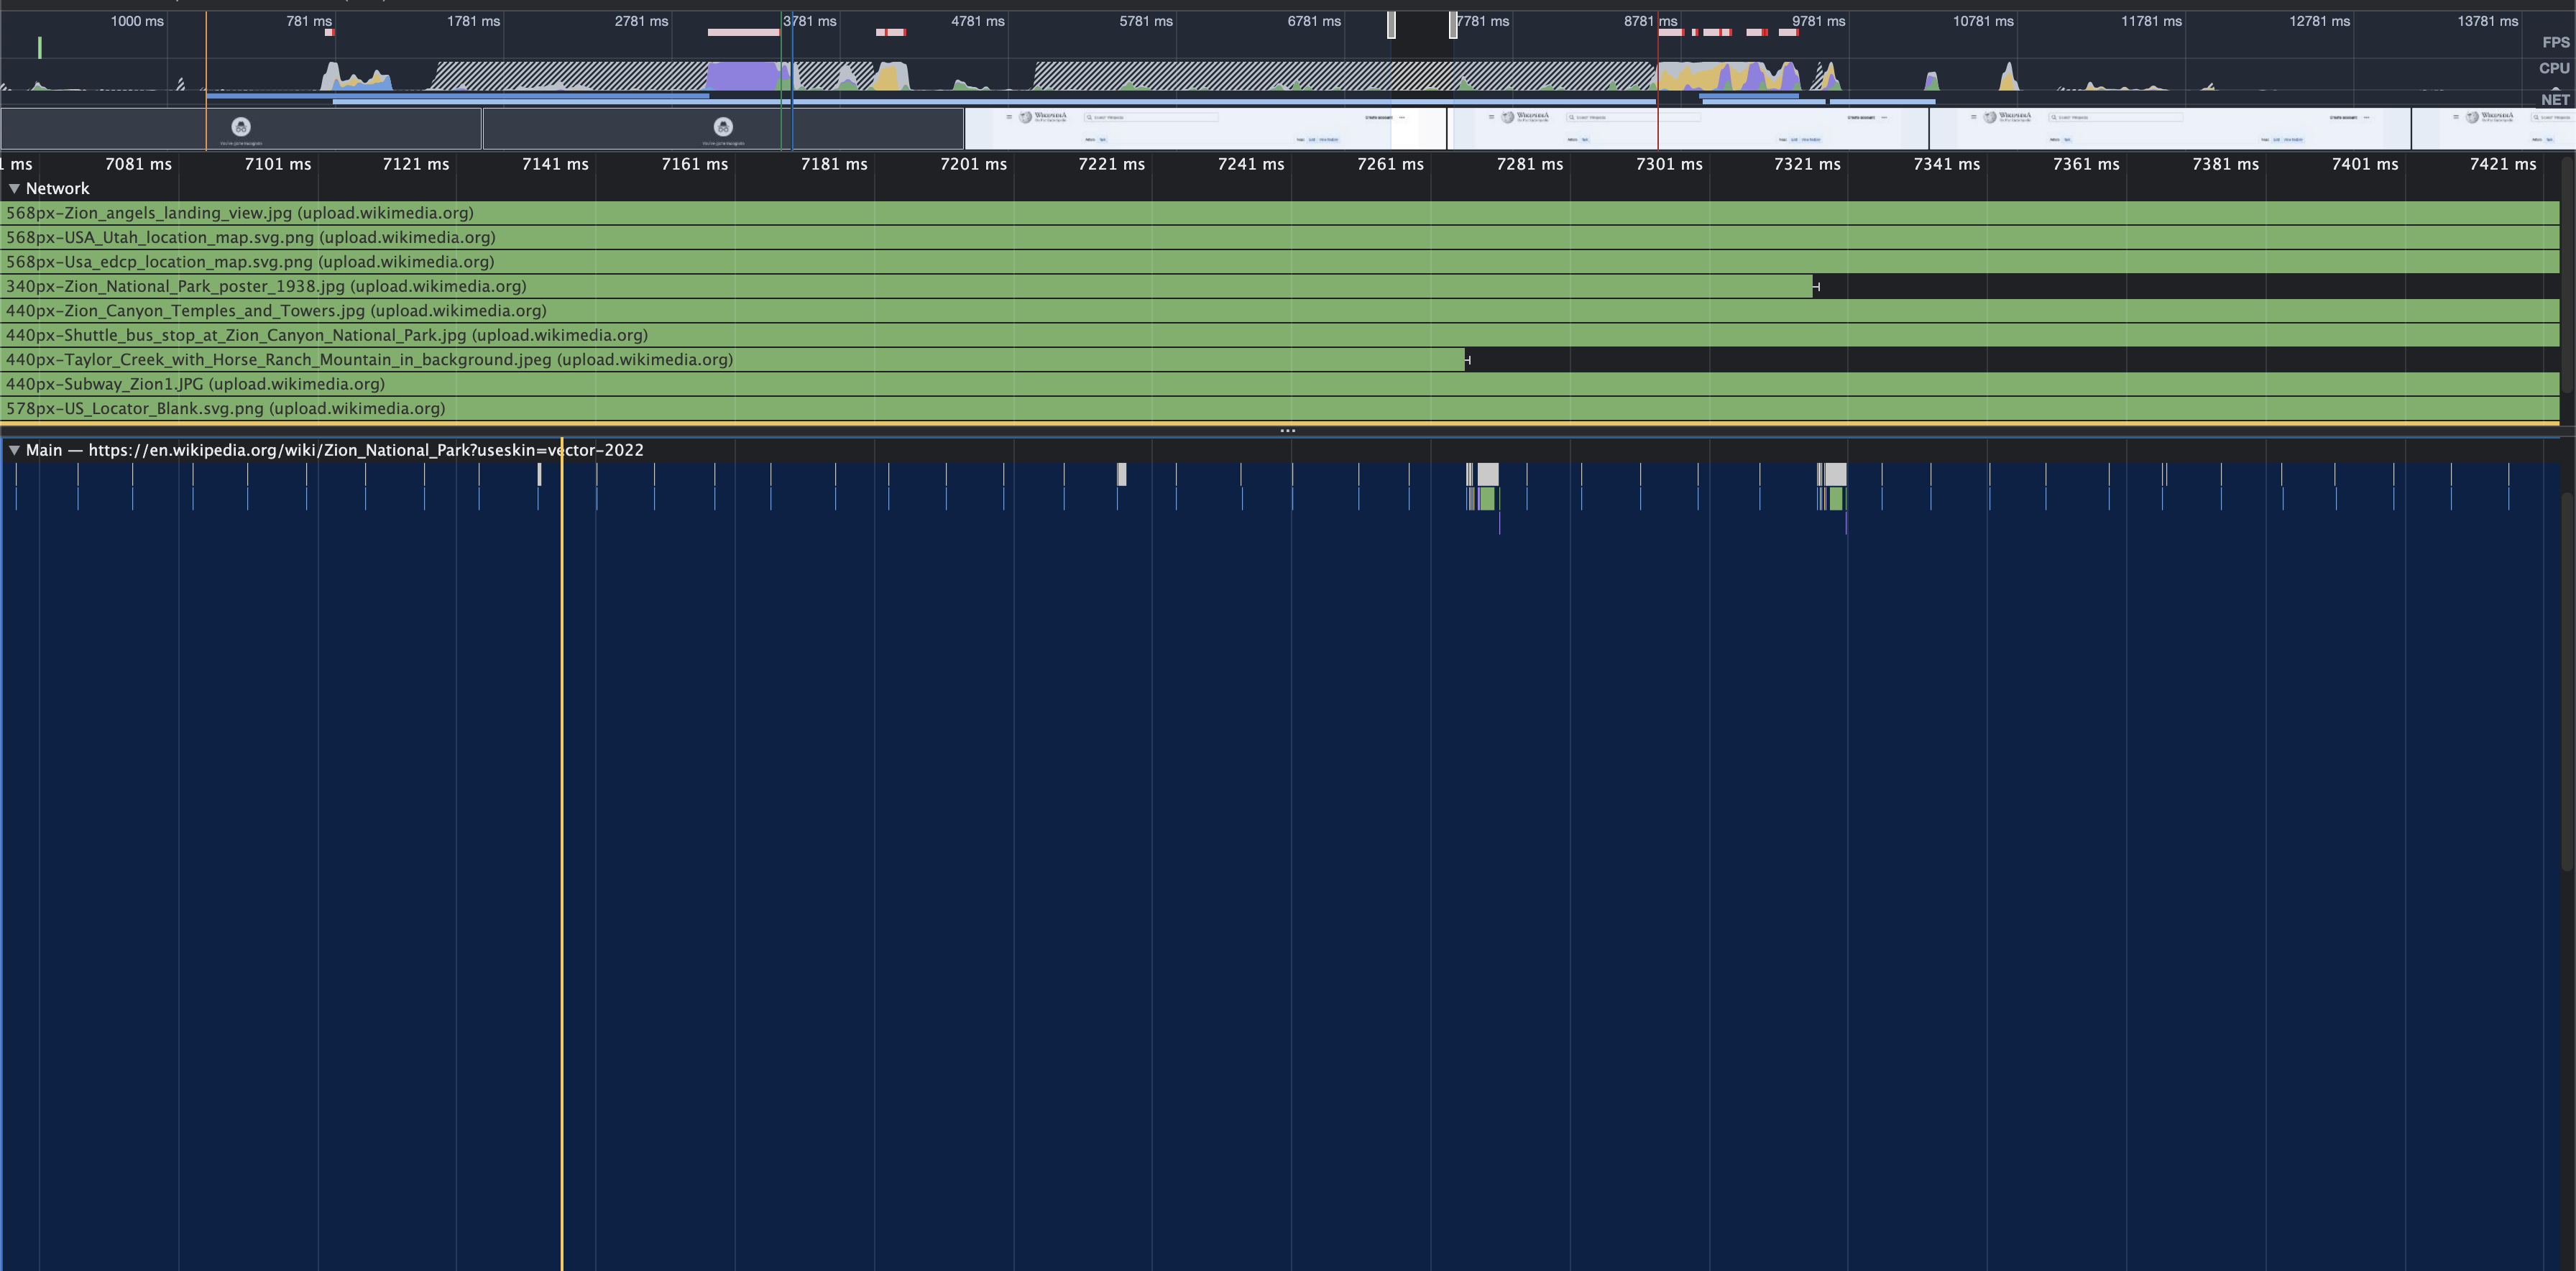 1000 ms 781 ms 1781 ms 2781 ms 3781 ms 4781 ms 5781 ms 6781 ms 7781 ms 8781 ms 9781 ms 10781 ms 11781 ms 12781 ms 13781 ms
FPS
CPU
NET
1 ms 7081 ms 7101 ms 7121 ms 7141 ms 7161 ms 7181 ms 7201 ms 7221 ms 7241 ms 7261 ms 7281 ms 7301 ms 7321 ms 7341 ms 7361 ms 7381 ms 7401 ms 7421 ms
▼ Network
568px-Zion_angels_landing_view.jpg (upload.wikimedia.org)
568px-USA_Utah_location_map.svg.png (upload.wikimedia.org)
568px-Usa_edcp_location_map.svg.png (upload.wikimedia.org)
340px-Zion_National_Park_poster_1938.jpg (upload.wikimedia.org)
440px-Zion_Canyon_Temples_and_Towers.jpg (upload.wikimedia.org)
440px-Shuttle_bus_stop_at_Zion_Canyon_National_Park.jpg (upload.wikimedia.org)
440px-Taylor_Creek_with_Horse_Ranch_Mountain_in_background.jpeg (upload.wikimedia.org)
440px-Subway_Zion1.JPG (upload.wikimedia.org)
578px-US_Locator_Blank.svg.png (upload.wikimedia.org)
...
▼ Main — https://en.wikipedia.org/wiki/Zion_National_Park?useskin=vector-2022